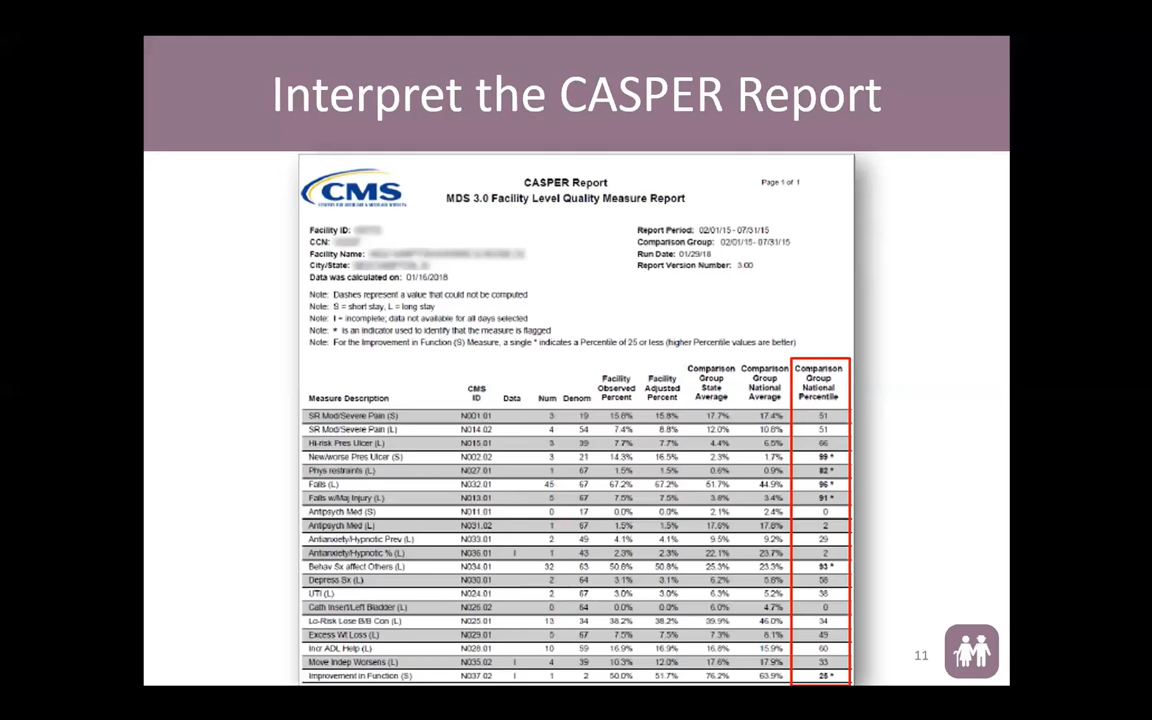 Interpret the CASPER Report
CMS
CASPER Report
Page 1 of 1
MDS 3.0 Facility Level Quality Measure Report
Facility ID:
CCN:
Facility Name:
City/State:
Data was calculated on: 01/16/2018
Report Period: 02/01/15 - 07/31/15
Comparison Group: 02/01/15 - 07/31/15
Run Date: 01/29/18
Report Version Number: 3.00
Note: Dashes represent a value that could not be computed
Note: S = short stay, L = long stay
Note: I = incomplete; data not available for all days selected
Note: * is an indicator used to identify that the measure is flagged
Note: For the Improvement in Function (S) Measure, a single * indicates a Percentile of 25 or less (higher Percentile values are better)
Measure Description CMS ID Data Num Denom Facility Observed Percent Facility Adjusted Percent Comparison Group State Average Comparison Group National Average Comparison Group National Percentile
SR Mod/Severe Pain (S) N001.01 3 19 15.8% 15.8% 17.7% 17.4% 51
SR Mod/Severe Pain (L) N014.02 4 54 7.4% 8.8% 12.0% 10.8% 51
Hi-risk Pres Ulcer (L) N015.01 3 39 7.7% 7.7% 4.4% 6.5% 66
New/worse Pres Ulcer (S) N002.02 3 21 14.3% 16.5% 2.3% 1.7% 99 *
Phys restraints (L) N027.01 1 67 1.5% 1.5% 0.6% 0.9% 82 *
Falls (L) N032.01 45 67 67.2% 67.2% 51.7% 44.9% 96 *
Falls w/Maj Injury (L) N013.01 5 67 7.5% 7.5% 3.8% 3.4% 91 *
Antipsych Med (S) N011.01 0 17 0.0% 0.0% 2.1% 2.4% 0
Antipsych Med (L) N031.02 1 67 1.5% 1.5% 17.6% 17.8% 2
Antianxiety/Hypnotic Prev (L) N033.01 2 49 4.1% 4.1% 9.5% 9.2% 29
Antianxiety/Hypnotic % (L) N036.01 I 1 43 2.3% 2.3% 22.1% 23.7% 2
Behav Sx affect Others (L) N034.01 32 63 50.8% 50.8% 25.3% 23.3% 93 *
Depress Sx (L) N030.01 2 64 3.1% 3.1% 6.2% 5.6% 58
UTI (L) N024.01 2 67 3.0% 3.0% 6.3% 5.2% 38
Cath Insert/Left Bladder (L) N026.02 0 64 0.0% 0.0% 6.0% 4.7% 0
Lo-Risk Lose B/B Con (L) N025.01 13 34 38.2% 38.2% 39.9% 46.0% 34
Excess Wt Loss (L) N029.01 5 67 7.5% 7.5% 7.3% 8.1% 49
Incr ADL Help (L) N028.01 10 59 16.9% 16.9% 16.8% 15.9% 60
Move Indep Worsens (L) N035.02 I 4 39 10.3% 12.0% 17.6% 17.9% 33
Improvement in Function (S) N037.02 I 1 2 50.0% 51.7% 76.2% 63.9% 25 *
11